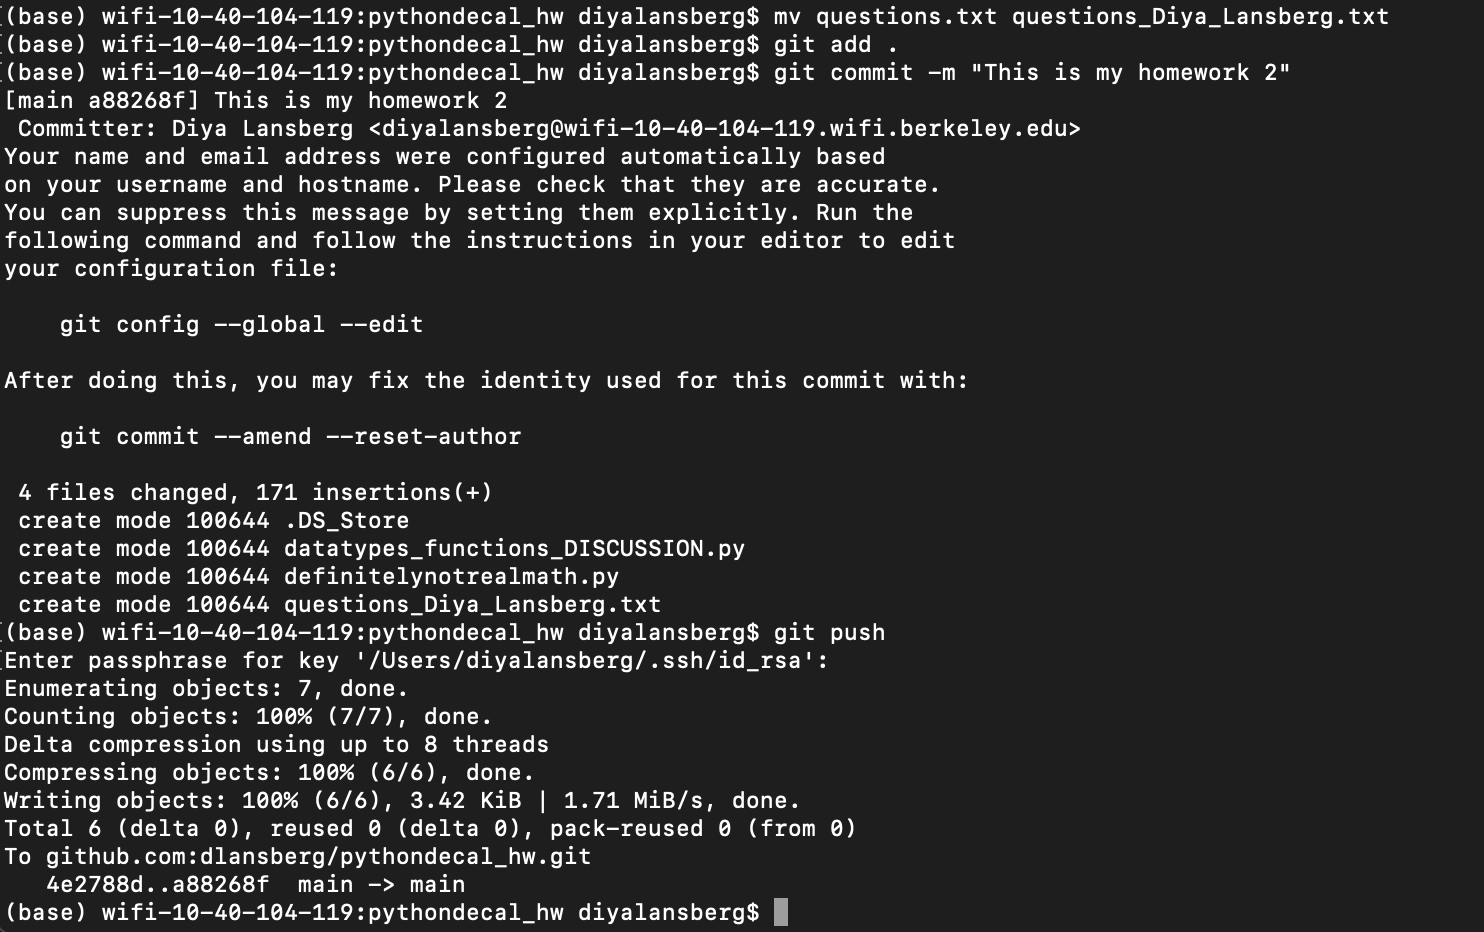 (base) wifi-10-40-104-119:pythondecal_hw diyalansberg$ mv questions.txt questions_Diya_Lansberg.txt
(base) wifi-10-40-104-119:pythondecal_hw diyalansberg$ git add .
(base) wifi-10-40-104-119:pythondecal_hw diyalansberg$ git commit -m "This is my homework 2"
[main a88268f] This is my homework 2
 Committer: Diya Lansberg <diyalansberg@wifi-10-40-104-119.wifi.berkeley.edu>
Your name and email address were configured automatically based
on your username and hostname. Please check that they are accurate.
You can suppress this message by setting them explicitly. Run the
following command and follow the instructions in your editor to edit
your configuration file:

    git config --global --edit

After doing this, you may fix the identity used for this commit with:

    git commit --amend --reset-author

 4 files changed, 171 insertions(+)
 create mode 100644 .DS_Store
 create mode 100644 datatypes_functions_DISCUSSION.py
 create mode 100644 definitelynotrealmath.py
 create mode 100644 questions_Diya_Lansberg.txt
(base) wifi-10-40-104-119:pythondecal_hw diyalansberg$ git push
Enter passphrase for key '/Users/diyalansberg/.ssh/id_rsa':
Enumerating objects: 7, done.
Counting objects: 100% (7/7), done.
Delta compression using up to 8 threads
Compressing objects: 100% (6/6), done.
Writing objects: 100% (6/6), 3.42 KiB | 1.71 MiB/s, done.
Total 6 (delta 0), reused 0 (delta 0), pack-reused 0 (from 0)
To github.com:dlansberg/pythondecal_hw.git
   4e2788d..a88268f  main -> main
(base) wifi-10-40-104-119:pythondecal_hw diyalansberg$